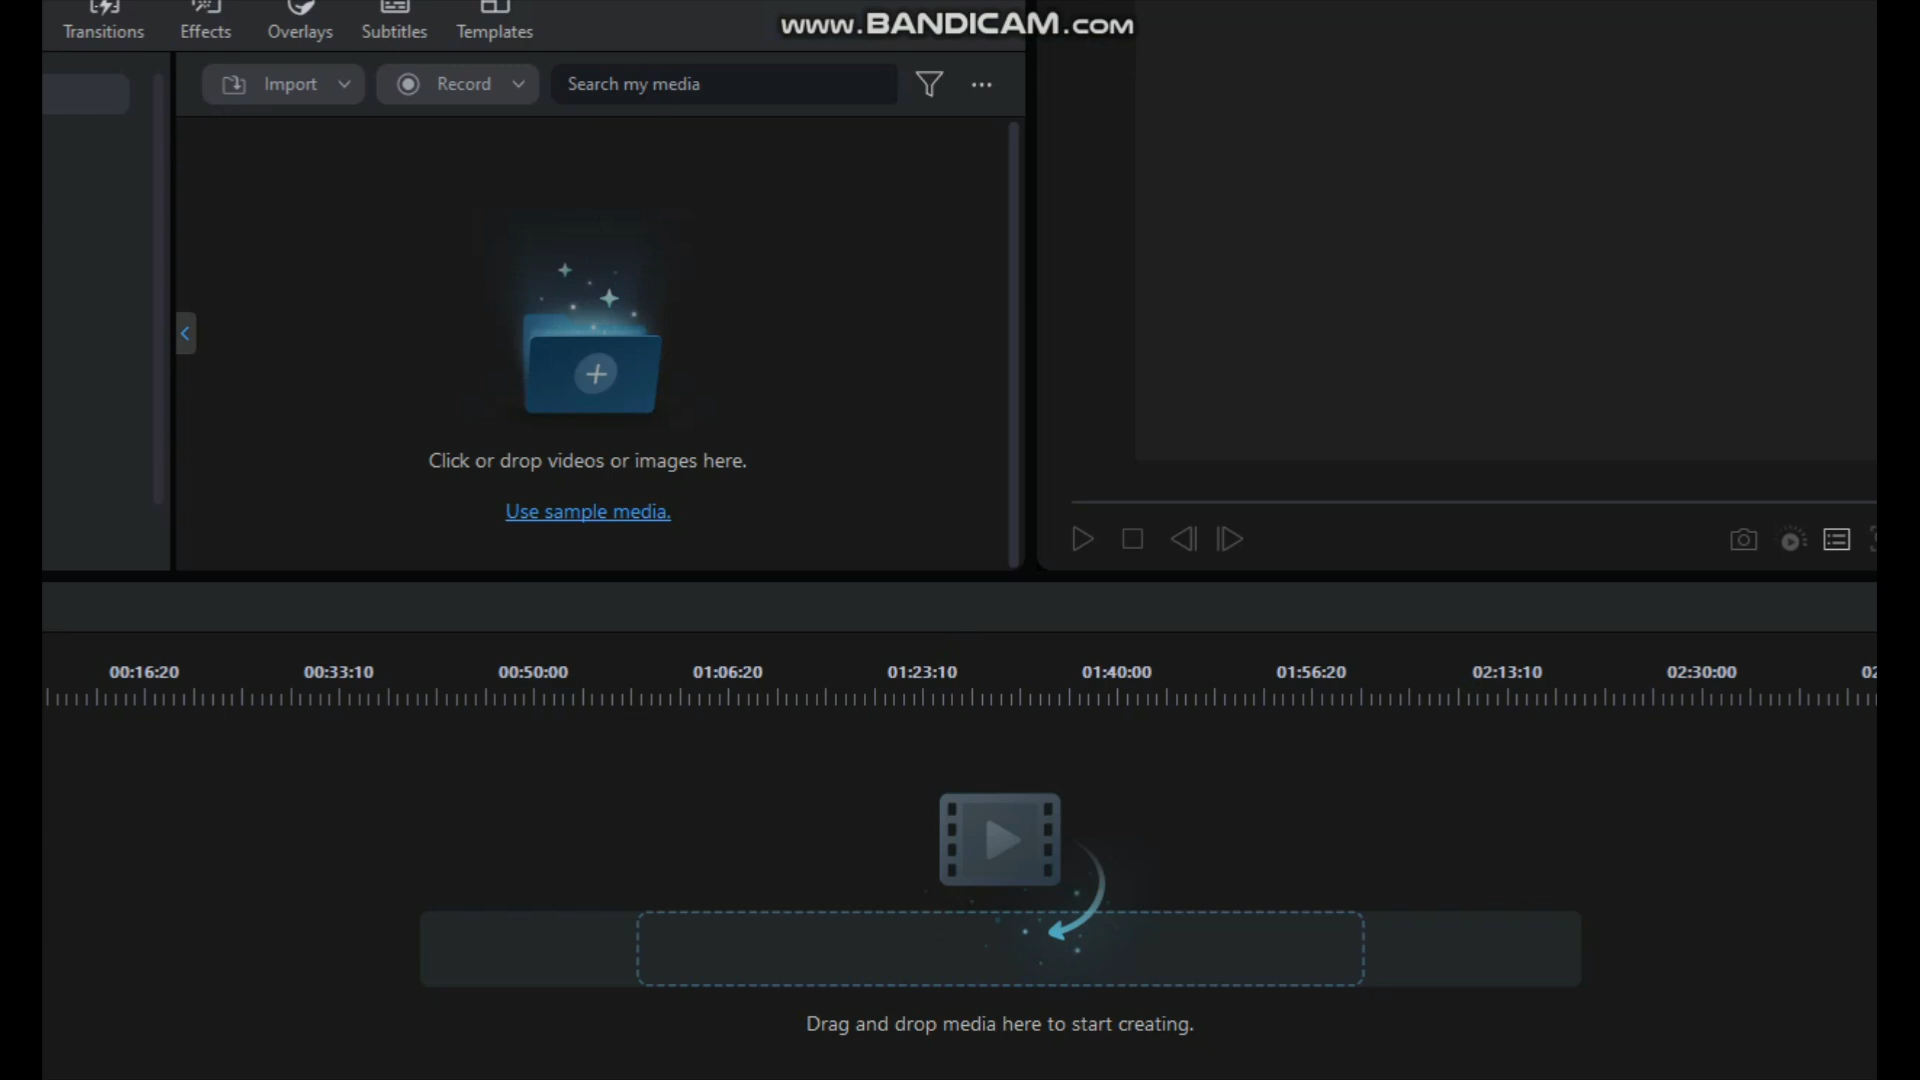 www.BANDICAM.com
Transitions
Effects
Overlays
Subtitles
Templates
Import
Record
Search my media
Click or drop videos or images here.
Use sample media.
00:16:20
00:33:10
00:50:00
01:06:20
01:23:10
01:40:00
01:56:20
02:13:10
02:30:00
Drag and drop media here to start creating.